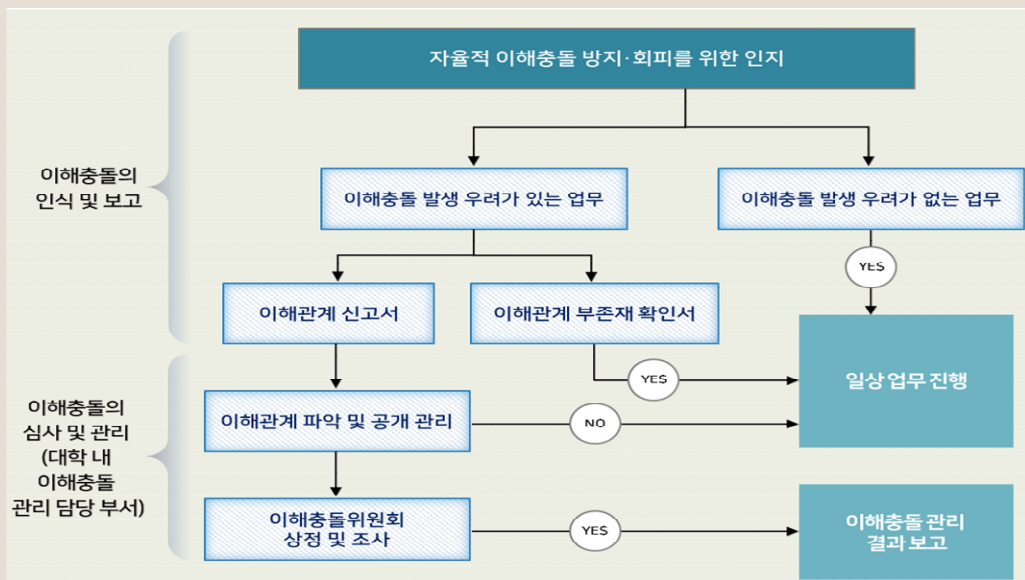 자율적 이해충돌 방지·회피를 위한 인지
이해충돌의
인식 및 보고
이해충돌 발생 우려가 있는 업무
이해충돌 발생 우려가 없는 업무
YES
이해관계 신고서
이해관계 부존재 확인서
YES
일상 업무 진행
이해충돌의
심사 및 관리
(대학 내
이해충돌
관리 담당 부서)
이해관계 파악 및 공개 관리
NO
이해충돌위원회
상정 및 조사
YES
이해충돌 관리
결과 보고